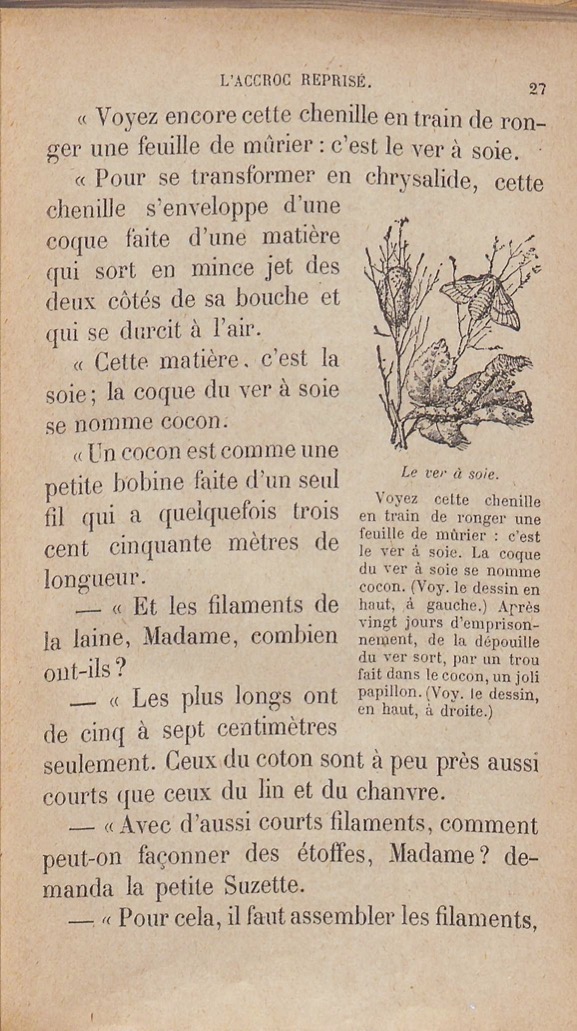 L'ACCROC REPRISÉ.
27
« Voyez encore cette chenille en train de ron-
ger une feuille de mûrier : c'est le ver à soie.
« Pour se transformer en chrysalide, cette
chenille s'enveloppe d'une
coque faite d'une matière
qui sort en mince jet des
deux côtés de sa bouche et
qui se durcit à l'air.
« Cette matière, c'est la
soie; la coque du ver à soie
se nomme cocon.
« Un cocon est comme une
petite bobine faite d'un seul
fil qui a quelquefois trois
cent cinquante mètres de
longueur.
— « Et les filaments de
la laine, Madame, combien
ont-ils ?
— « Les plus longs ont
de cinq à sept centimètres
Le ver à soie.
Voyez cette chenille
en train de ronger une
feuille de mûrier : c'est
le ver à soie. La coque
du ver à soie se nomme
cocon. (Voy. le dessin en
haut, à gauche.) Après
vingt jours d'emprison-
nement, de la dépouille
du ver sort, par un trou
fait dans le cocon, un joli
papillon. (Voy. le dessin,
en haut, à droite.)
seulement. Ceux du coton sont à peu près aussi
courts que ceux du lin et du chanvre.
— « Avec d'aussi courts filaments, comment
peut-on façonner des étoffes, Madame ? de-
manda la petite Suzette.
— « Pour cela, il faut assembler les filaments,